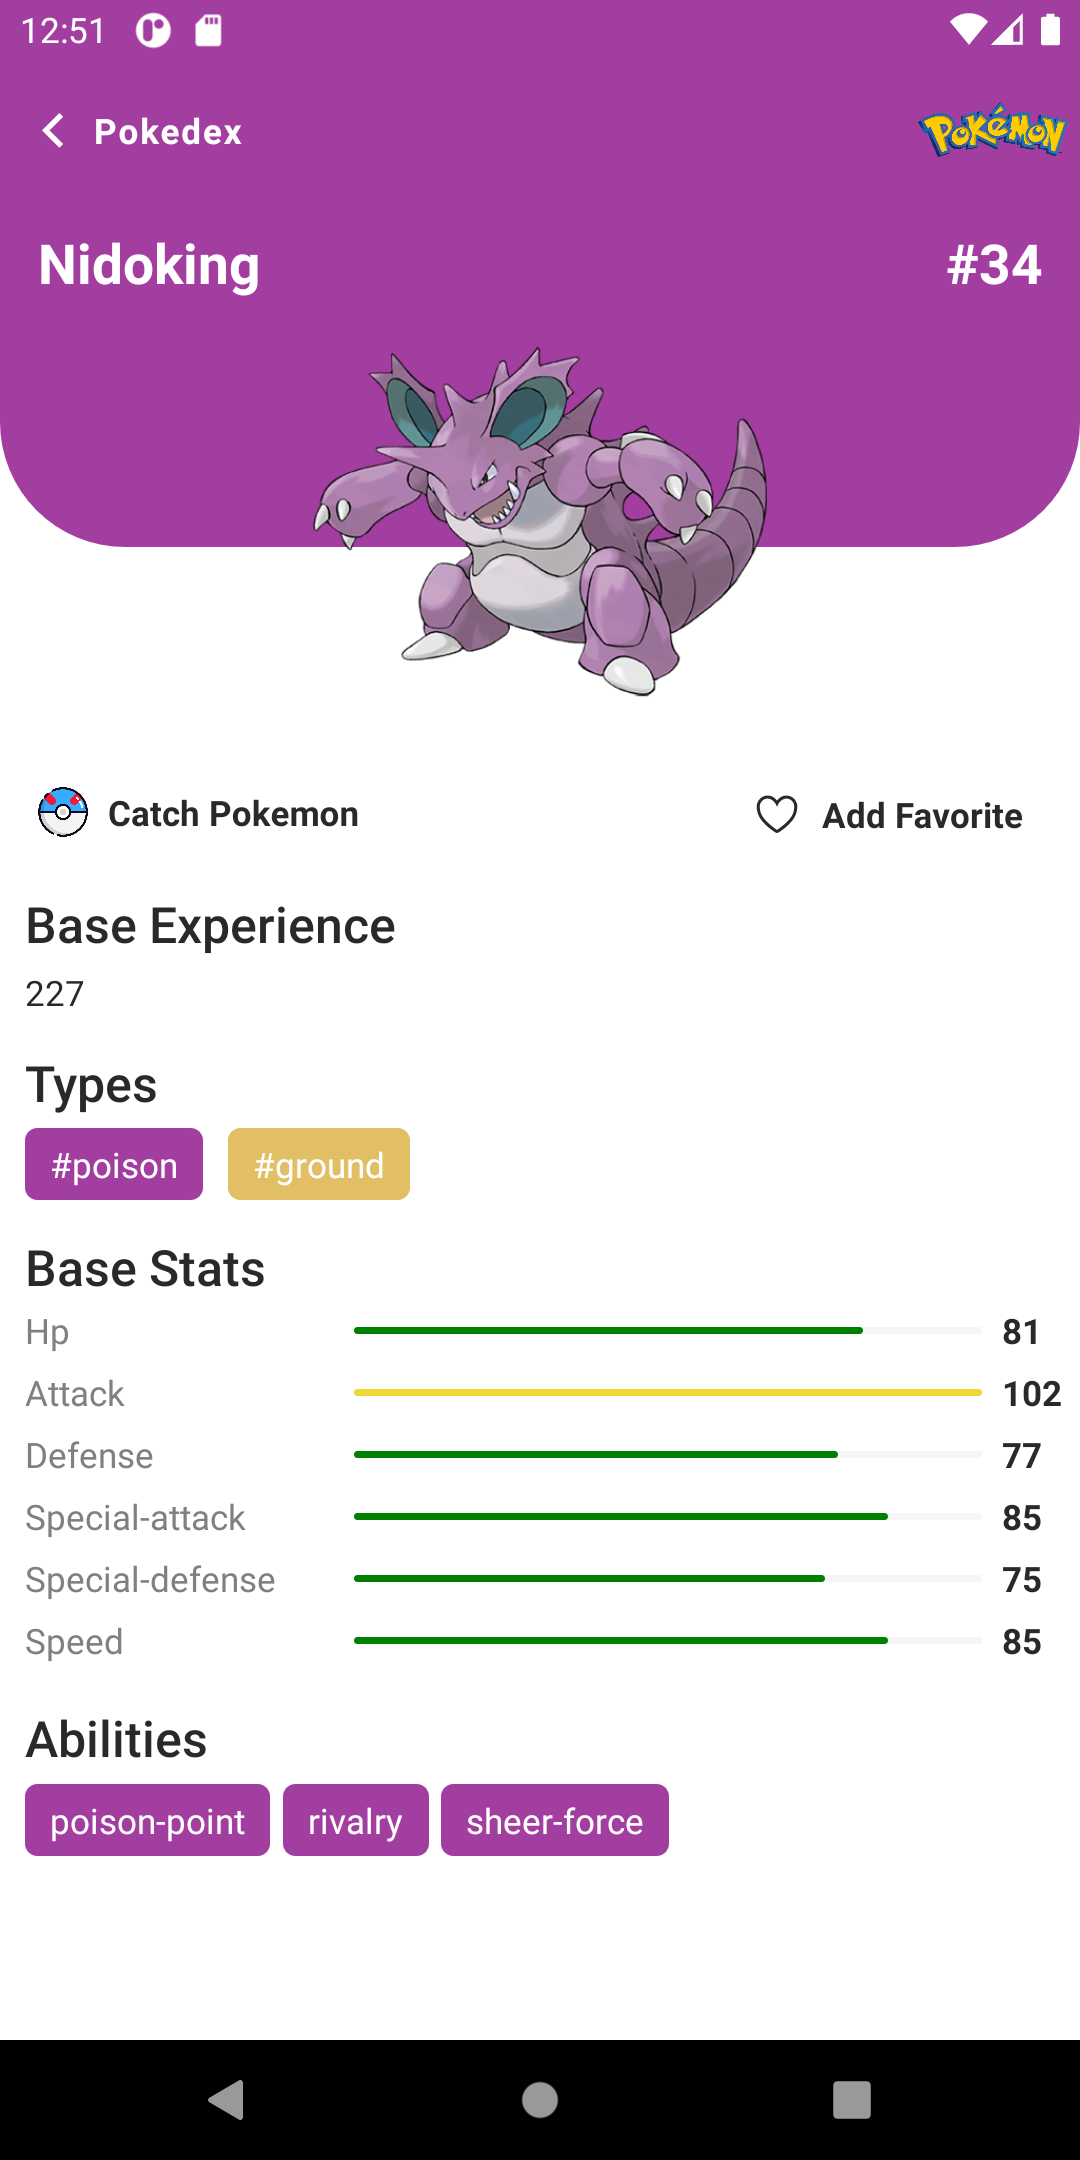 12:51
Pokedex
POKéMON
Nidoking
#34
Catch Pokemon
Add Favorite
Base Experience
227
Types
#poison
#ground
Base Stats
Hp 81
Attack 102
Defense 77
Special-attack 85
Special-defense 75
Speed 85
Abilities
poison-point
rivalry
sheer-force